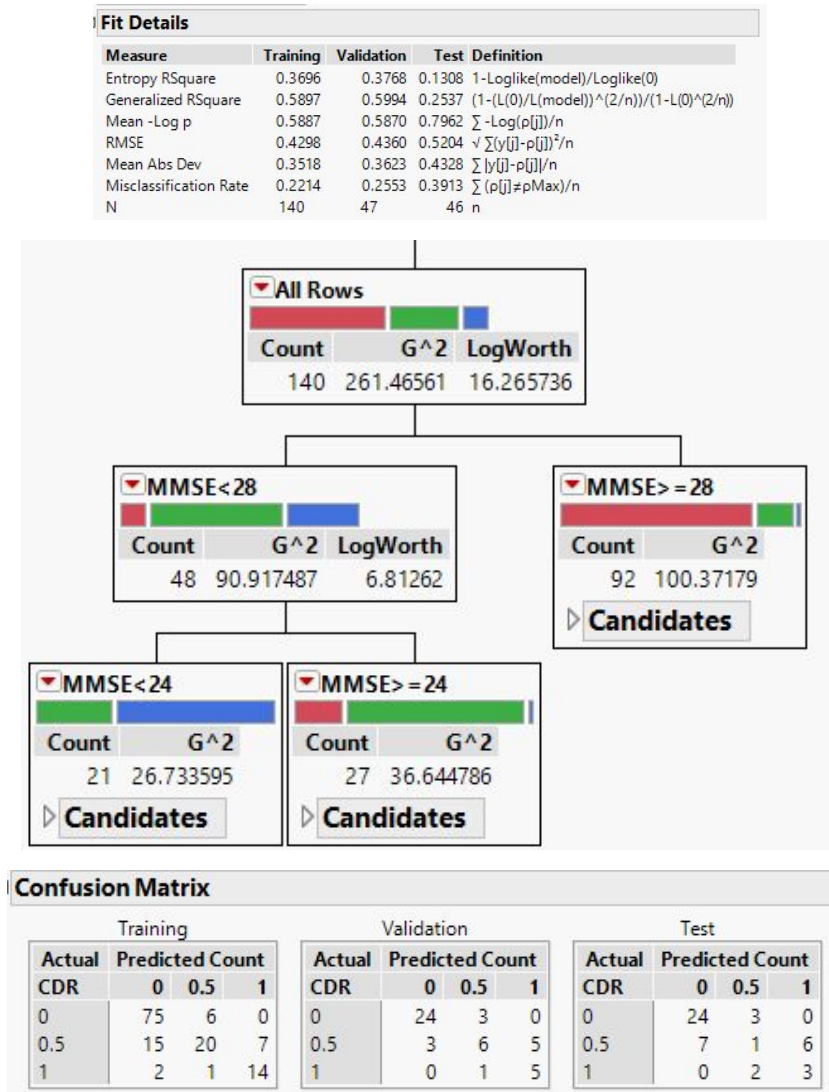 Fit Details
Measure Training Validation Test Definition
Entropy RSquare 0.3696 0.3768 0.1308 1-Loglike(model)/Loglike(0)
Generalized RSquare 0.5897 0.5994 0.2537 (1-(L(0)/L(model))^(2/n))/(1-L(0)^(2/n))
Mean -Log p 0.5887 0.5870 0.7962 ∑ -Log(ρ[j])/n
RMSE 0.4298 0.4360 0.5204 √ ∑(y[j]-ρ[j])²/n
Mean Abs Dev 0.3518 0.3623 0.4328 ∑ |y[j]-ρ[j]|/n
Misclassification Rate 0.2214 0.2553 0.3913 ∑ (ρ[j]≠ρMax)/n
N 140 47 46 n
All Rows
Count G^2 LogWorth
140 261.46561 16.265736
MMSE<28
Count G^2 LogWorth
48 90.917487 6.81262
MMSE>=28
Count G^2
92 100.37179
Candidates
MMSE<24
Count G^2
21 26.733595
Candidates
MMSE>=24
Count G^2
27 36.644786
Candidates
Confusion Matrix
Training
Actual Predicted Count
CDR 0 0.5 1
0 75 6 0
0.5 15 20 7
1 2 1 14
Validation
Actual Predicted Count
CDR 0 0.5 1
0 24 3 0
0.5 3 6 5
1 0 1 5
Test
Actual Predicted Count
CDR 0 0.5 1
0 24 3 0
0.5 7 1 6
1 0 2 3